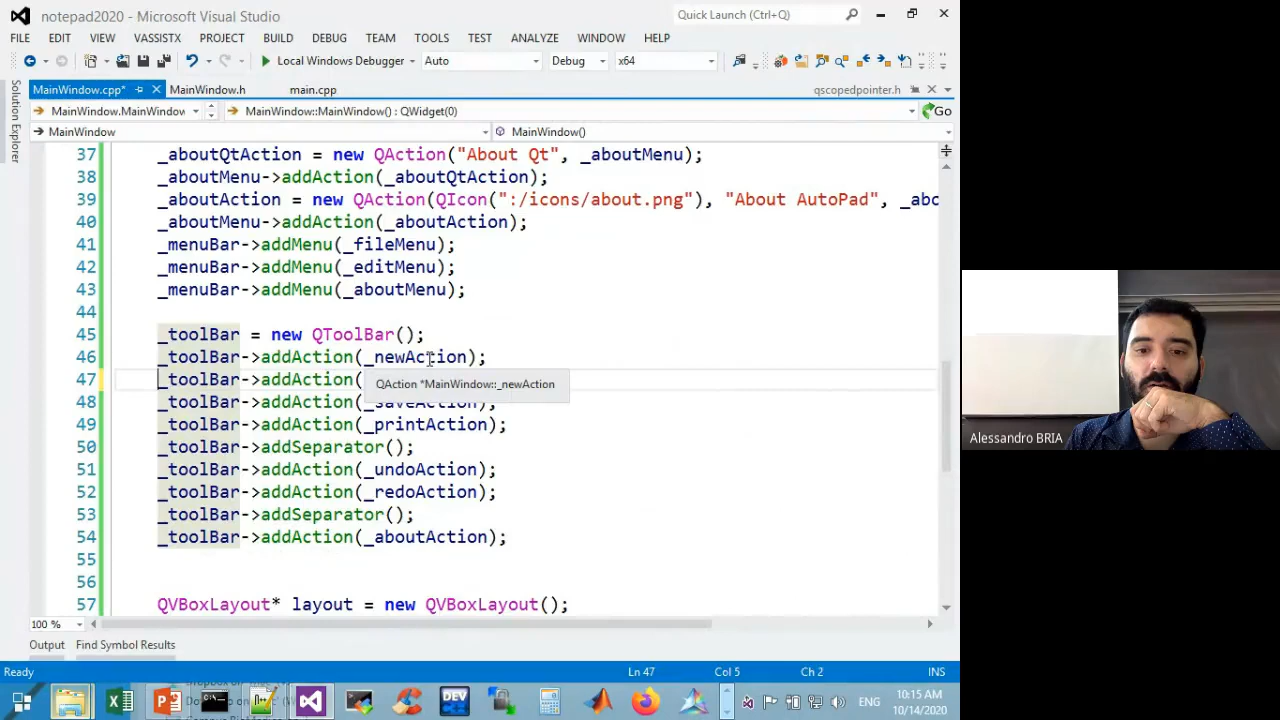 notepad2020 - Microsoft Visual Studio
Quick Launch (Ctrl+Q)
FILE EDIT VIEW VASSISTX PROJECT BUILD DEBUG TEAM TOOLS TEST ANALYZE WINDOW HELP
Local Windows Debugger Auto Debug x64
MainWindow.cpp* MainWindow.h main.cpp qscopedpointer.h
MainWindow.MainWindow MainWindow::MainWindow() : QWidget(0) Go
MainWindow MainWindow()
Solution Explorer
37 _aboutQtAction = new QAction("About Qt", _aboutMenu);
38 _aboutMenu->addAction(_aboutQtAction);
39 _aboutAction = new QAction(QIcon(":/icons/about.png"), "About AutoPad", _abo
40 _aboutMenu->addAction(_aboutAction);
41 _menuBar->addMenu(_fileMenu);
42 _menuBar->addMenu(_editMenu);
43 _menuBar->addMenu(_aboutMenu);
44
45 _toolBar = new QToolBar();
46 _toolBar->addAction(_newAction);
47 _toolBar->addAction(
QAction *MainWindow::_newAction
48 _toolBar->addAction(_saveAction);
49 _toolBar->addAction(_printAction);
50 _toolBar->addSeparator();
51 _toolBar->addAction(_undoAction);
52 _toolBar->addAction(_redoAction);
53 _toolBar->addSeparator();
54 _toolBar->addAction(_aboutAction);
55
56
57 QVBoxLayout* layout = new QVBoxLayout();
100 %
Output Find Symbol Results
Ready Ln 47 Col 5 Ch 2 INS
DEV
ENG
10:15 AM
10/14/2020
Alessandro BRIA